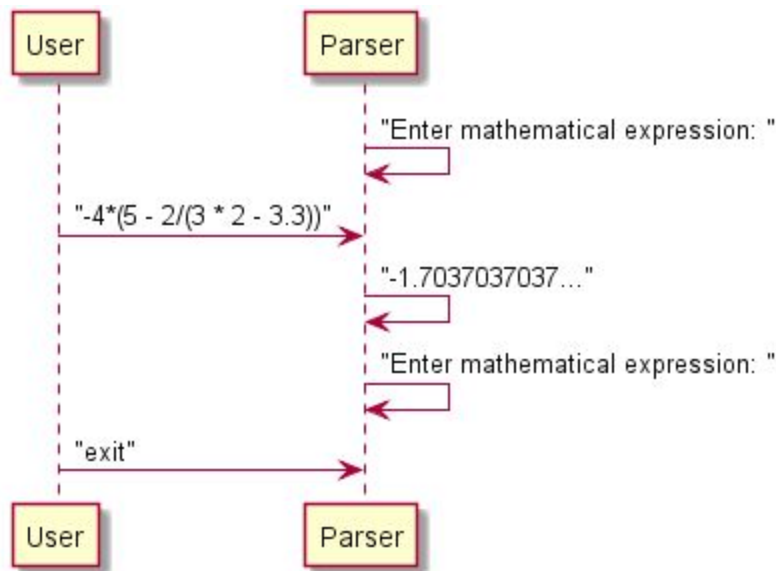 User Parser
"Enter mathematical expression: "
"-4*(5 - 2/(3 * 2 - 3.3))"
"-1.7037037037..."
"Enter mathematical expression: "
"exit"
User Parser